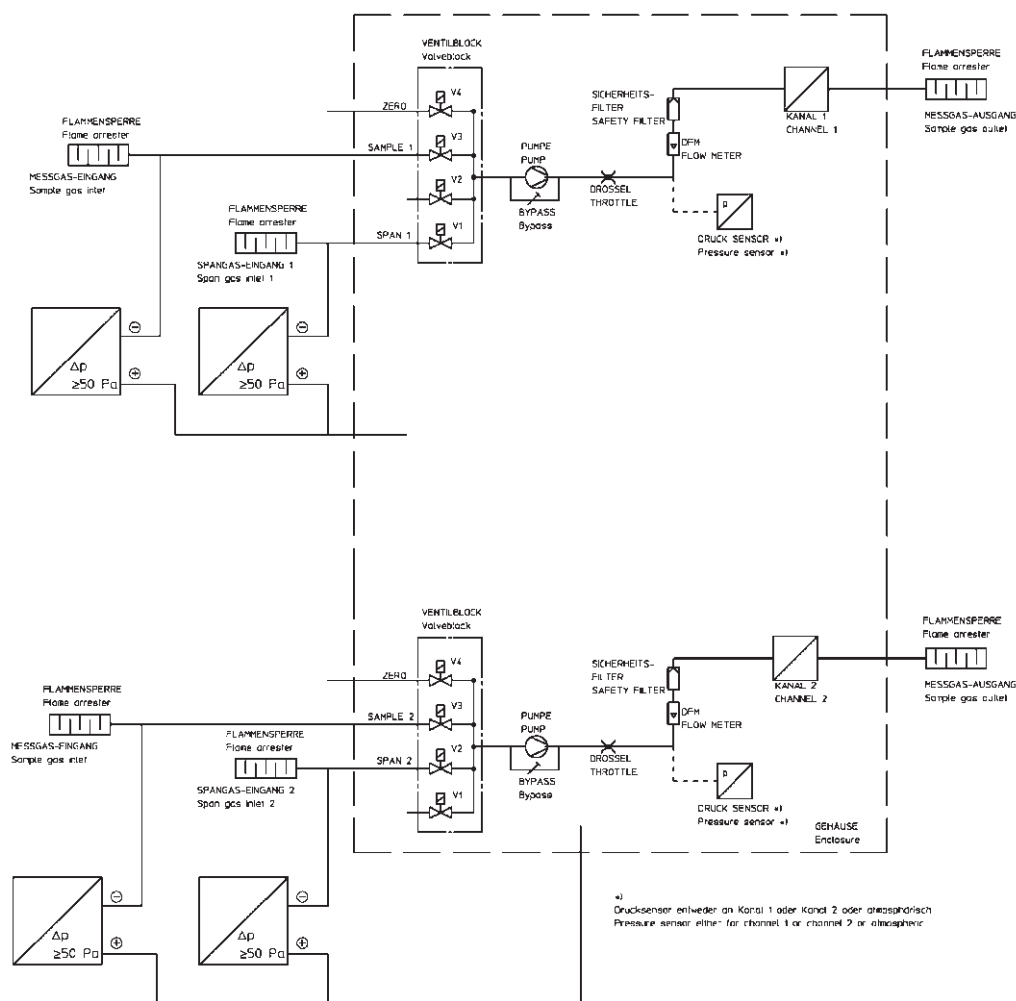 VENTILBLOCK
Valveblock
V4
ZERO
V3
SAMPLE 1
V2
V1
SPAN 1
FLAMMENSPERRE
Flame arrester
MESSGAS-EINGANG
Sample gas inlet
FLAMMENSPERRE
Flame arrester
SPANGAS-EINGANG 1
Span gas inlet 1
PUMPE
PUMP
BYPASS
Bypass
DROSSEL
THROTTLE
SICHERHEITS-
FILTER
SAFETY FILTER
DFM
FLOW METER
P
DRUCK SENSOR *)
Pressure sensor *)
KANAL 1
CHANNEL 1
FLAMMENSPERRE
Flame arrester
MESSGAS-AUSGANG
Sample gas outlet
⊖
Δp
≥50 Pa
⊕
⊖
Δp
≥50 Pa
⊕
VENTILBLOCK
Valveblock
V4
ZERO
V3
SAMPLE 2
V2
SPAN 2
V1
FLAMMENSPERRE
Flame arrester
MESSGAS-EINGANG
Sample gas inlet
FLAMMENSPERRE
Flame arrester
SPANGAS-EINGANG 2
Span gas inlet 2
PUMPE
PUMP
BYPASS
Bypass
DROSSEL
THROTTLE
SICHERHEITS-
FILTER
SAFETY FILTER
DFM
FLOW METER
P
DRUCK SENSOR *)
Pressure sensor *)
KANAL 2
CHANNEL 2
FLAMMENSPERRE
Flame arrester
MESSGAS-AUSGANG
Sample gas outlet
GEHÄUSE
Enclosure
⊖
Δp
≥50 Pa
⊕
⊖
Δp
≥50 Pa
⊕
*)
Drucksensor entweder an Kanal 1 oder Kanal 2 oder atmosphärisch
Pressure sensor either for channel 1 or channel 2 or atmospheric